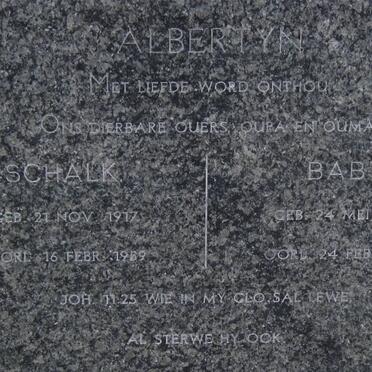 ALBERTYN
MET LIEFDE WORD ONTHOU
ONS DIERBARE OUERS, OUPA EN OUMA
SCHALK BAB
GEB. 21 NOV. 1917 GEB. 24 MEI
OORL. 16 FEBR. 1989 OORL. 24 FEB
JOH. 11:25 WIE IN MY GLO, SAL LEWE,
AL STERWE HY OOK.